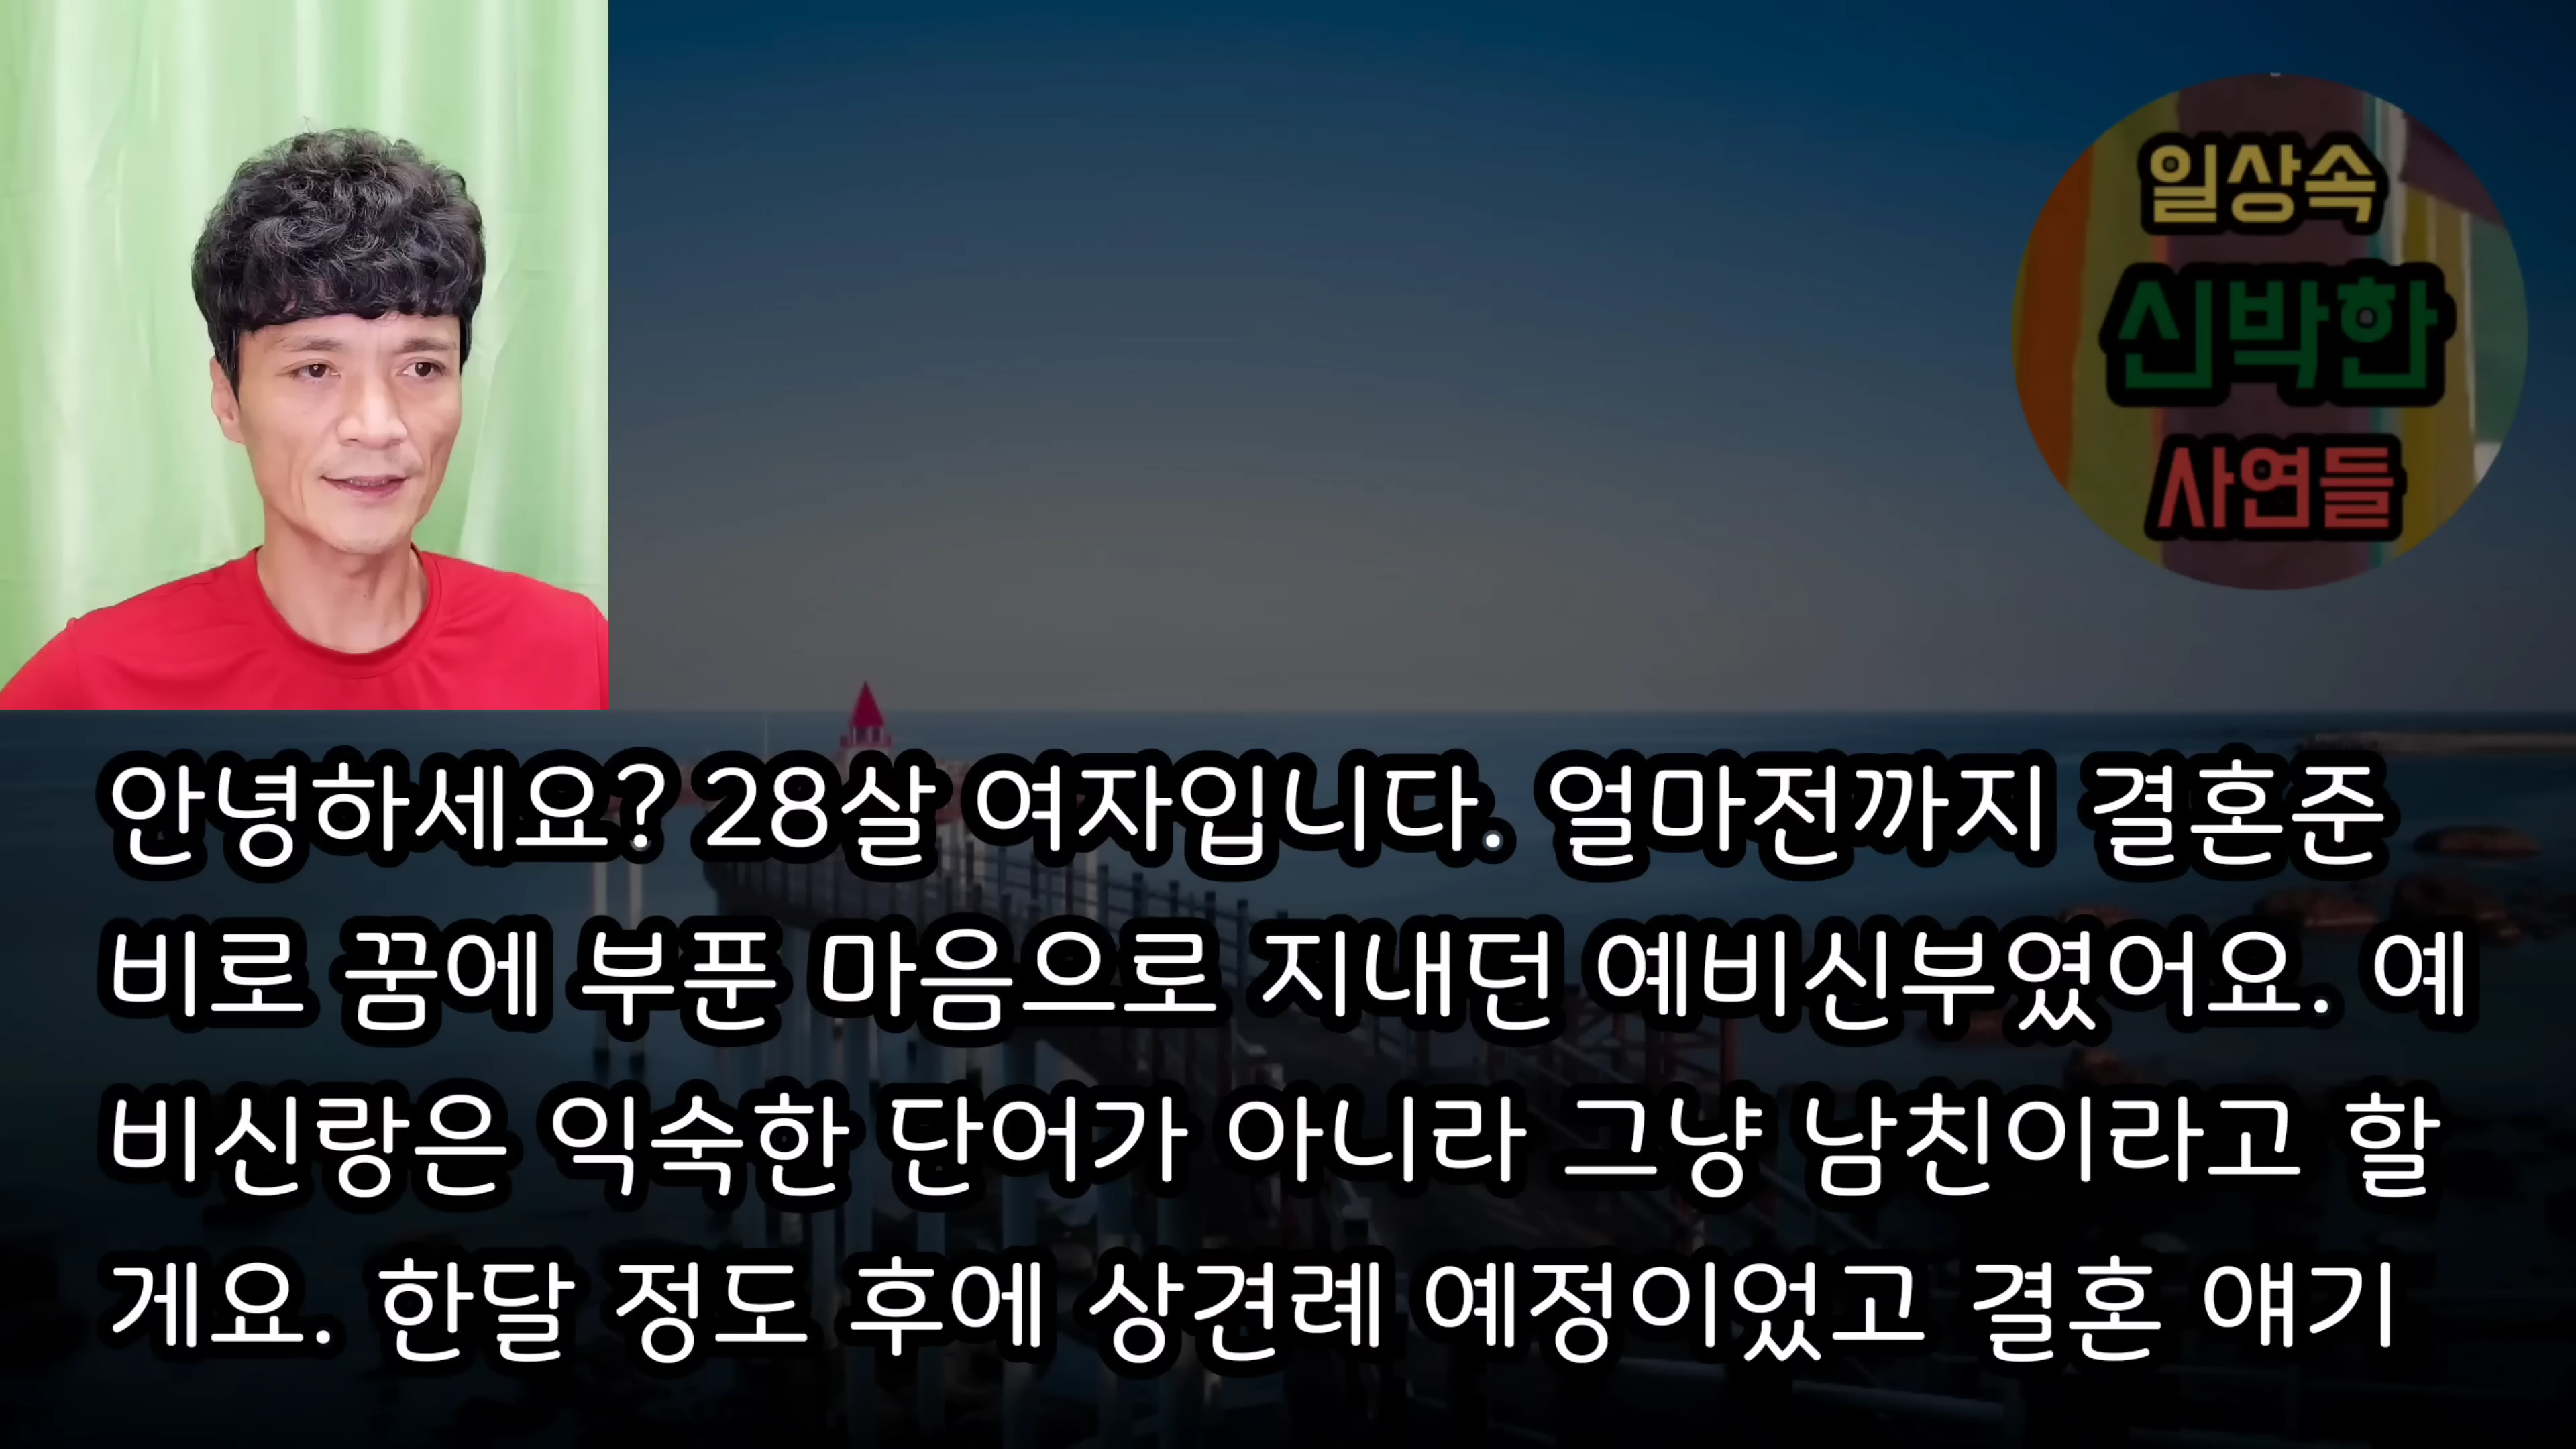 일상속
신박한
사연들
안녕하세요? 28살 여자입니다. 얼마전까지 결혼준
비로 꿈에 부푼 마음으로 지내던 예비신부였어요. 예
비신랑은 익숙한 단어가 아니라 그냥 남친이라고 할
게요. 한달 정도 후에 상견례 예정이었고 결혼 얘기